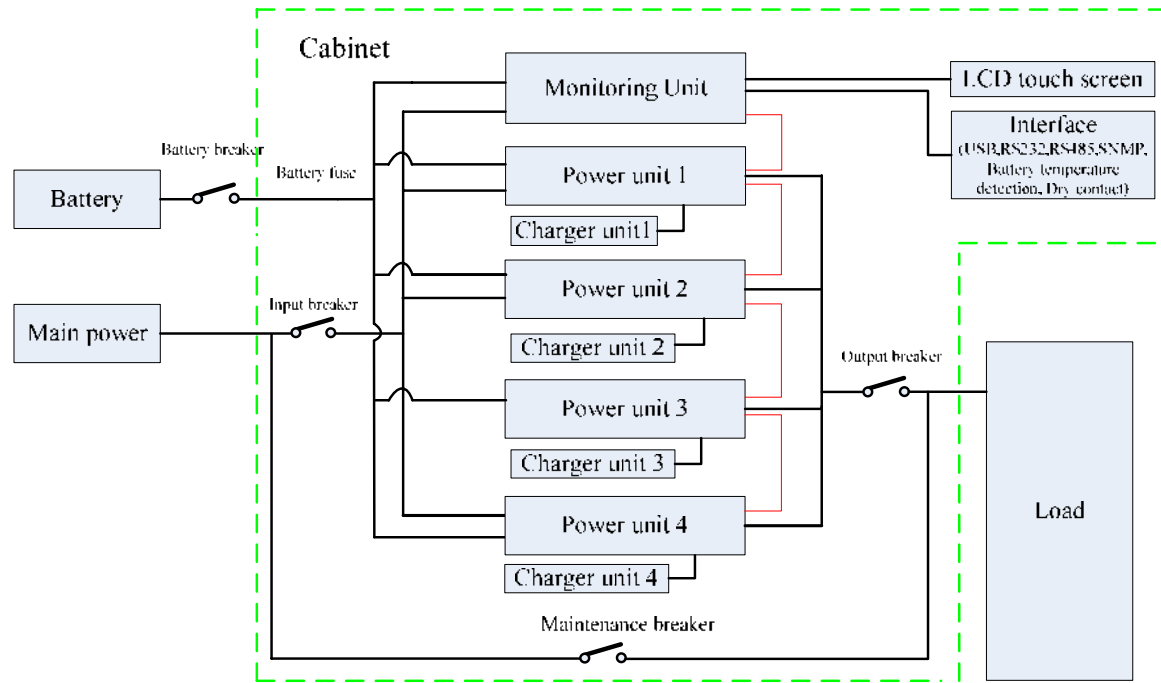 Cabinet
Monitoring Unit
LCD touch screen
Interface
(USB,RS232,RS485,SNMP,
Battery temperature
detection, Dry contact)
Battery breaker
Battery fuse
Battery
Power unit 1
Charger unit1
Power unit 2
Input breaker
Main power
Charger unit 2
Output breaker
Power unit 3
Charger unit 3
Power unit 4
Load
Charger unit 4
Maintenance breaker